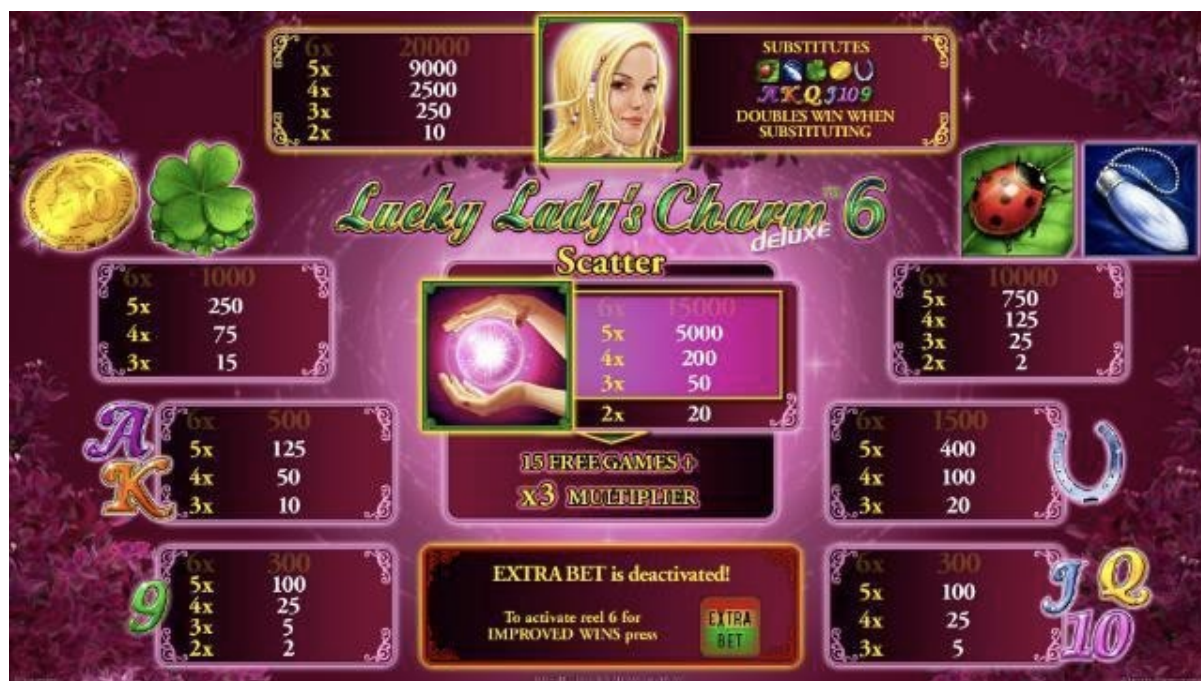 6x 20000
5x 9000
4x 2500
3x 250
2x 10
SUBSTITUTES
A K Q J 10 9
DOUBLES WIN WHEN
SUBSTITUTING
10
Lucky Lady's Charm™ 6
deluxe
Scatter
6x 1000
5x 250
4x 75
3x 15
6x 15000
5x 5000
4x 200
3x 50
2x 20
6x 10000
5x 750
4x 125
3x 25
2x 2
A
K
6x 500
5x 125
4x 50
3x 10
15 FREE GAMES +
x3 MULTIPLIER
6x 1500
5x 400
4x 100
3x 20
9
6x 300
5x 100
4x 25
3x 5
2x 2
EXTRA BET is deactivated!
To activate reel 6 for
IMPROVED WINS press
EXTRA
BET
6x 300
5x 100
4x 25
3x 5
J Q
10